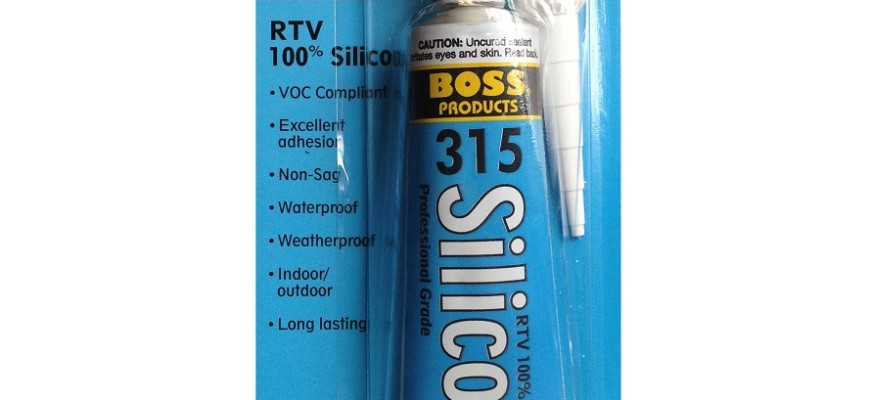 RTV
100% Silico
• VOC Compliant
• Excellent
adhesion
• Non-Sag
• Waterproof
• Weatherproof
• Indoor/
outdoor
• Long lasting
CAUTION: Uncured sealant
irritates eyes and skin. Read back.
BOSS
PRODUCTS
315
Silico
Professional Grade
RTV 100%